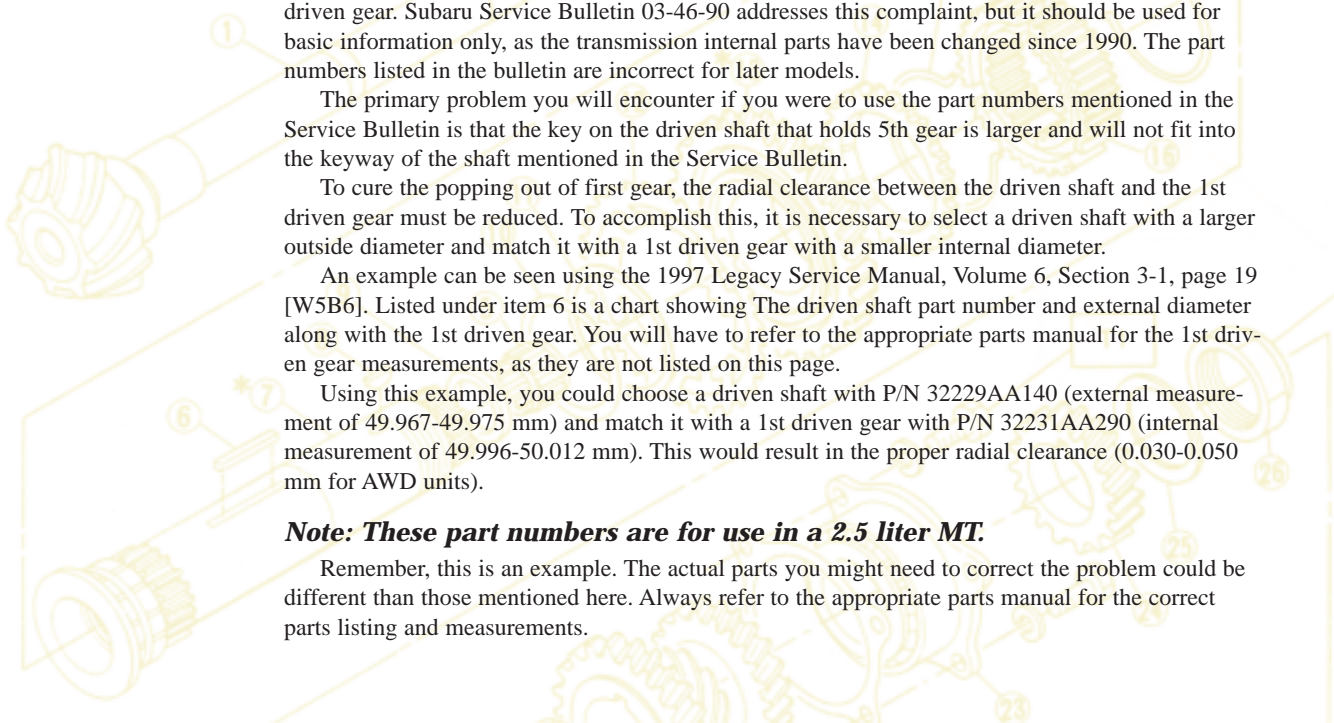 driven gear. Subaru Service Bulletin 03-46-90 addresses this complaint, but it should be used for
basic information only, as the transmission internal parts have been changed since 1990. The part
numbers listed in the bulletin are incorrect for later models.
The primary problem you will encounter if you were to use the part numbers mentioned in the
Service Bulletin is that the key on the driven shaft that holds 5th gear is larger and will not fit into
the keyway of the shaft mentioned in the Service Bulletin.
To cure the popping out of first gear, the radial clearance between the driven shaft and the 1st
driven gear must be reduced. To accomplish this, it is necessary to select a driven shaft with a larger
outside diameter and match it with a 1st driven gear with a smaller internal diameter.
An example can be seen using the 1997 Legacy Service Manual, Volume 6, Section 3-1, page 19
[W5B6]. Listed under item 6 is a chart showing The driven shaft part number and external diameter
along with the 1st driven gear. You will have to refer to the appropriate parts manual for the 1st driv-
en gear measurements, as they are not listed on this page.
Using this example, you could choose a driven shaft with P/N 32229AA140 (external measure-
ment of 49.967-49.975 mm) and match it with a 1st driven gear with P/N 32231AA290 (internal
measurement of 49.996-50.012 mm). This would result in the proper radial clearance (0.030-0.050
mm for AWD units).
Note: These part numbers are for use in a 2.5 liter MT.
Remember, this is an example. The actual parts you might need to correct the problem could be
different than those mentioned here. Always refer to the appropriate parts manual for the correct
parts listing and measurements.
1
16
*7
6
26
25
24
23